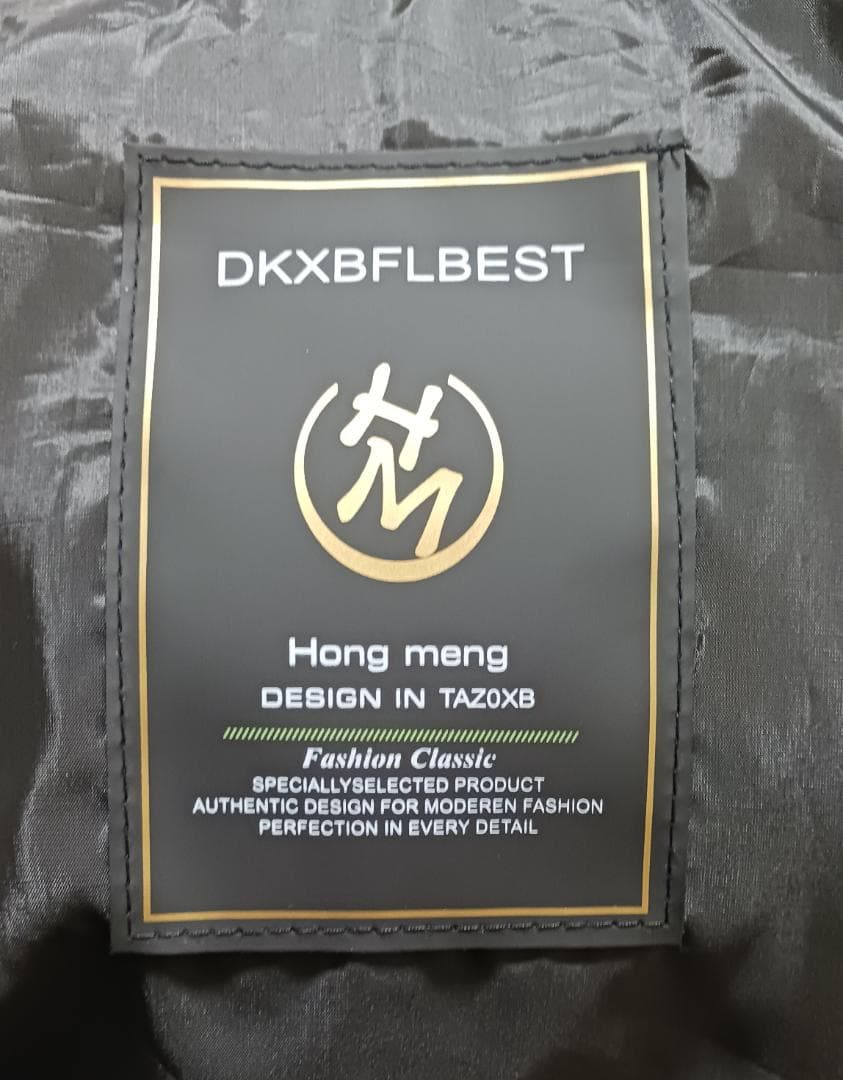 DKXBFLBEST
HM
Hong meng
DESIGN IN TAZ0XB
Fashion Classic
SPECIALLYSELECTED PRODUCT
AUTHENTIC DESIGN FOR MODEREN FASHION
PERFECTION IN EVERY DETAIL